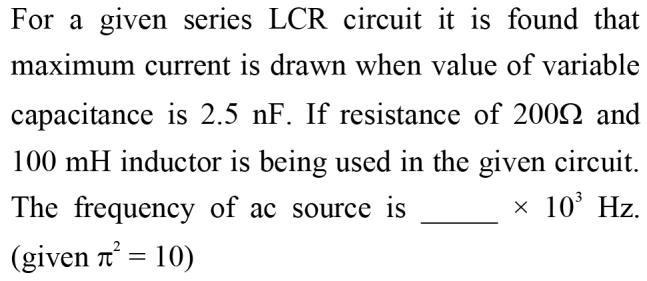 For a given series LCR circuit it is found that
maximum current is drawn when value of variable
capacitance is 2.5 nF. If resistance of 200Ω and
100 mH inductor is being used in the given circuit.
The frequency of ac source is ______ × 10³ Hz.
(given π² = 10)